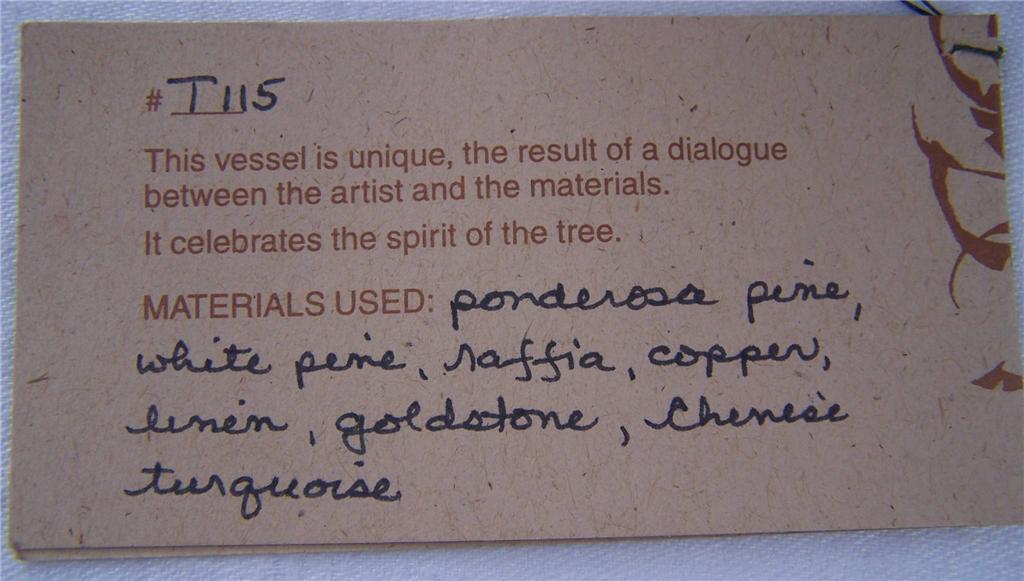 # T115
This vessel is unique, the result of a dialogue
between the artist and the materials.
It celebrates the spirit of the tree.
MATERIALS USED: ponderosa pine,
white pine, raffia, copper,
linen, goldstone, Chinese
turquoise